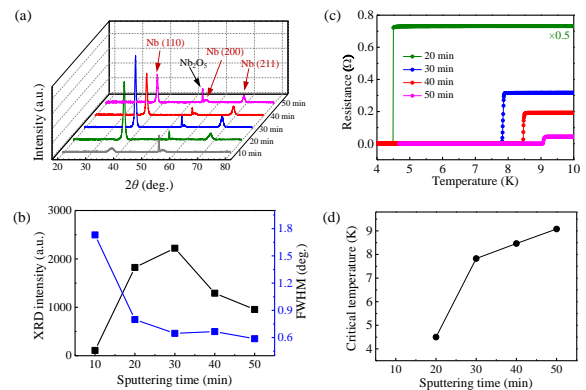 (a)
Nb (110)
Nb₂O₅
Nb (200)
Nb (211)
Intensity (a.u.)
50 min
40 min
30 min
20 min
10 min
20 30 40 50 60 70 80
2θ (deg.)
(b)
XRD intensity (a.u.)
3000
2000
1000
0
1.8
1.5
1.2
0.9
0.6
FWHM (deg.)
10 20 30 40 50
Sputtering time (min)
(c)
Resistance (Ω)
0.8
0.6
0.4
0.2
0.0
×0.5
20 min
30 min
40 min
50 min
4 5 6 7 8 9 10
Temperature (K)
(d)
Critical temperature (K)
9
8
7
6
5
4
10 20 30 40 50
Sputtering time (min)